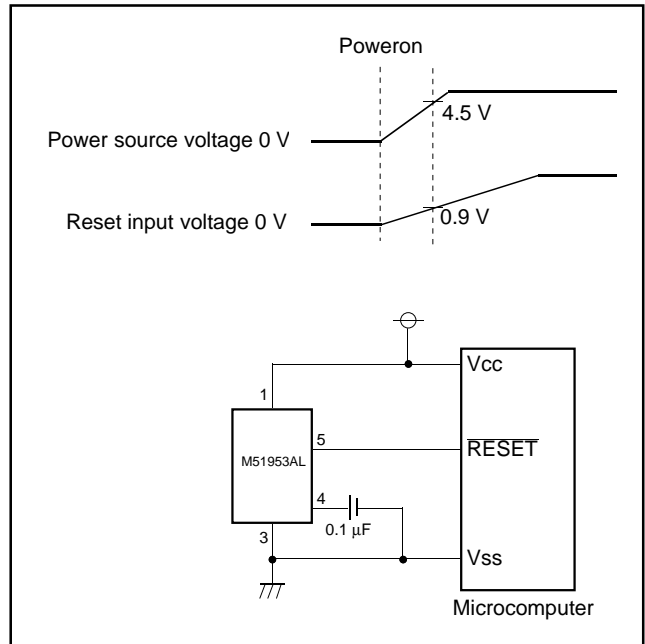 Poweron
4.5 V
Power source voltage 0 V
0.9 V
Reset input voltage 0 V
Vcc
1
5
RESET
M51953AL
4
0.1 μF
3
Vss
Microcomputer